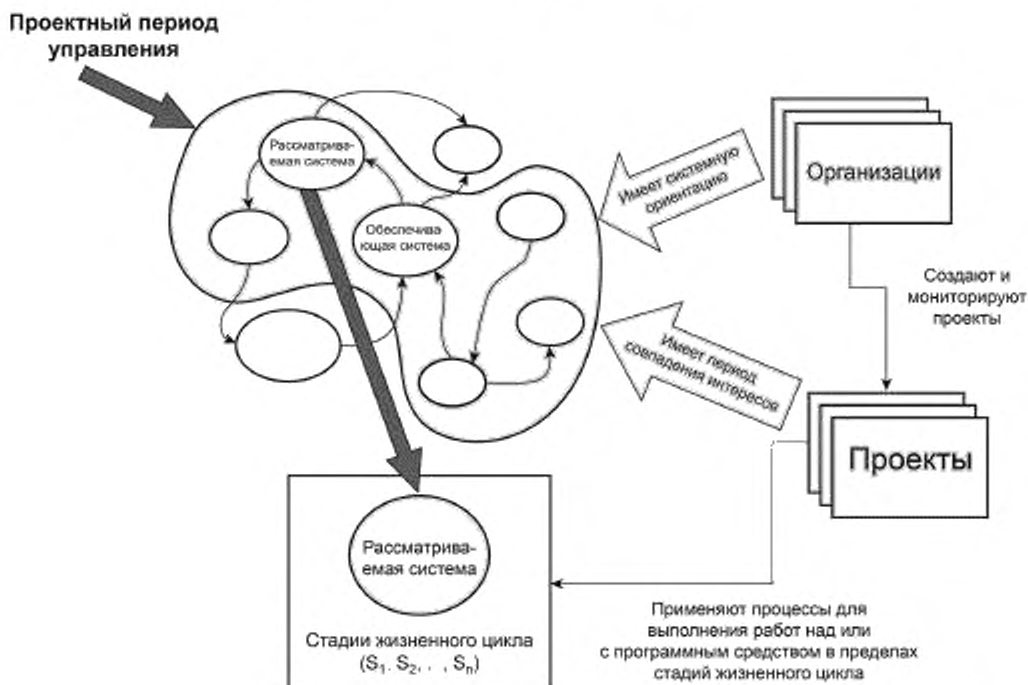 Проектный период
управления
Рассматрива-
емая система
Обеспечива
ющая система
Имеет системную
ориентацию
Организации
Создают и
мониторируют
проекты
Имеет период
совпадения интересов
Проекты
Рассматрива-
емая система
Стадии жизненного цикла
(S₁. S₂, . , Sₙ)
Применяют процессы для
выполнения работ над или
с программным средством в пределах
стадий жизненного цикла